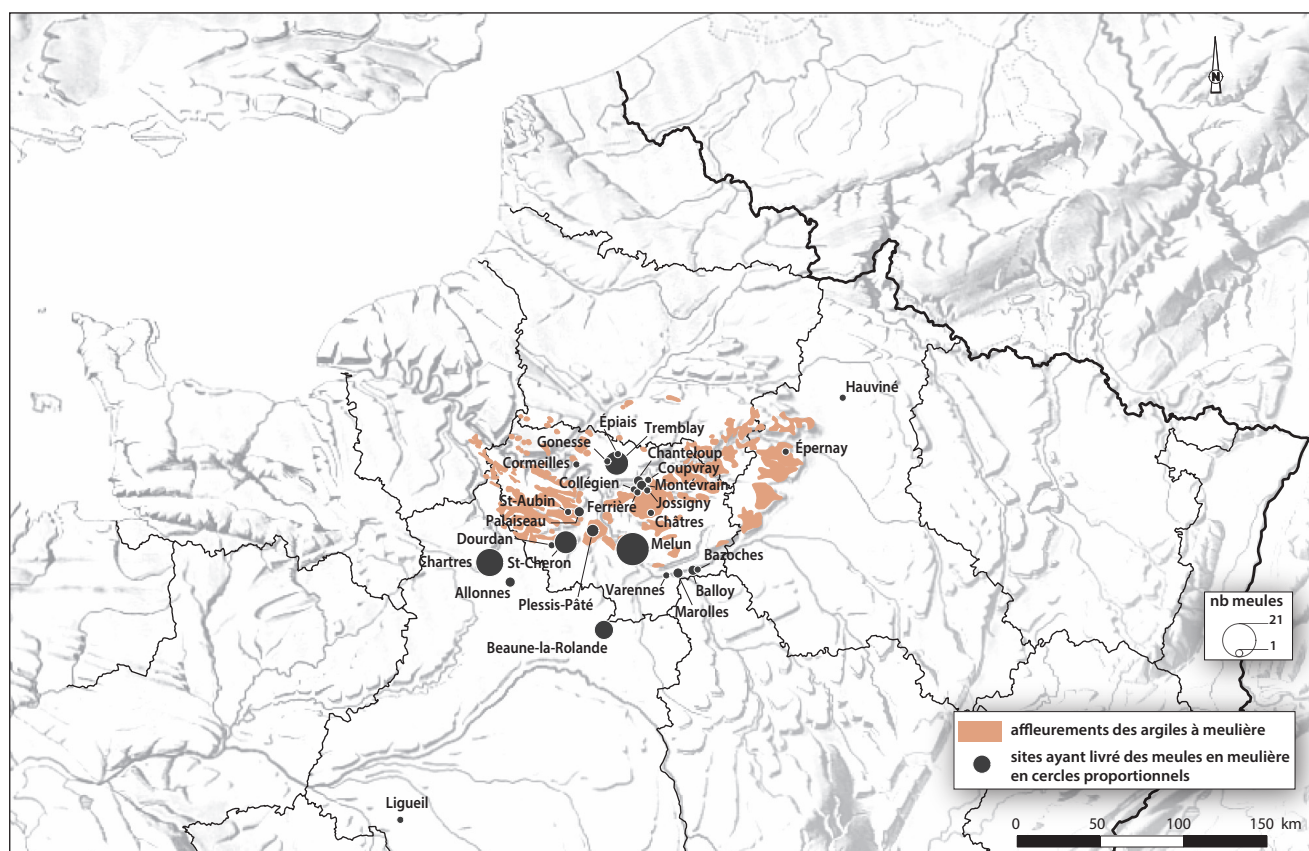 N
Hauviné
Épiais
Tremblay
Gonesse
Chanteloup
Épernay
Cormeilles
Coupvray
Collégien
Montévrain
St-Aubin
Ferrière
Jossigny
Palaiseau
Châtres
Dourdan
Melun
Bazoches
Chartres
St-Cheron
Allonnes
Varennes
Balloy
Plessis-Pâté
Marolles
Beaune-la-Rolande
Ligueil
nb meules
21
1
affleurements des argiles à meulière
sites ayant livré des meules en meulière
en cercles proportionnels
0 50 100 150 km